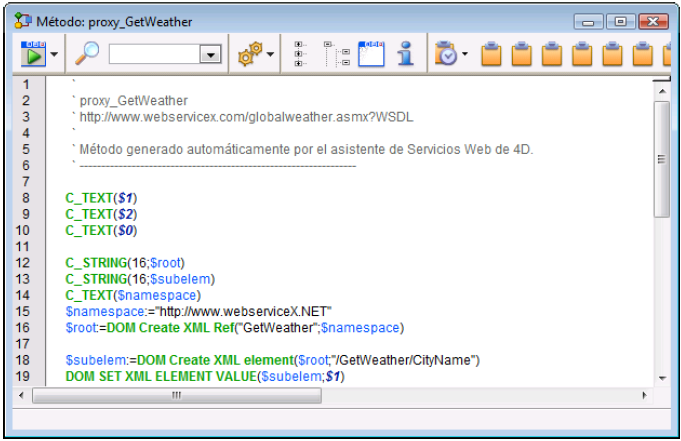 Método: proxy_GetWeather
1 `
2 ` proxy_GetWeather
3 ` http://www.webservicex.com/globalweather.asmx?WSDL
4 `
5 ` Método generado automáticamente por el asistente de Servicios Web de 4D.
6 ` -----------------------------------------------------------------
7
8 C_TEXT($1)
9 C_TEXT($2)
10 C_TEXT($0)
11
12 C_STRING(16;$root)
13 C_STRING(16;$subelem)
14 C_TEXT($namespace)
15 $namespace:="http://www.webserviceX.NET"
16 $root:=DOM Create XML Ref("GetWeather";$namespace)
17
18 $subelem:=DOM Create XML element($root;"/GetWeather/CityName")
19 DOM SET XML ELEMENT VALUE($subelem;$1)